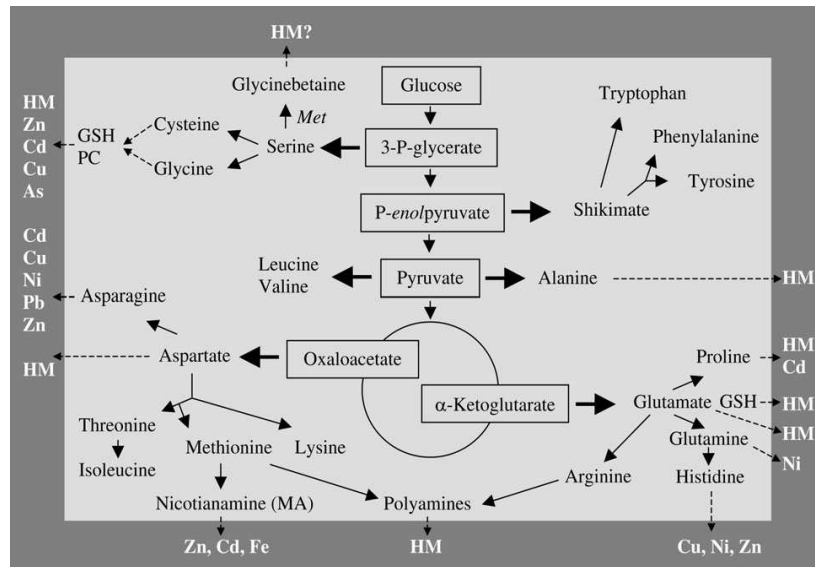 HM?
Glycinebetaine
Glucose
Tryptophan
HM
Zn
Cd
Cu
As
GSH
PC
Cysteine
Met
Serine
3-P-glycerate
Phenylalanine
Glycine
Tyrosine
P-enolpyruvate
Shikimate
Cd
Cu
Ni
Pb
Zn
Leucine
Valine
Pyruvate
Alanine
HM
Asparagine
HM
Aspartate
Oxaloacetate
Proline
HM
Cd
α-Ketoglutarate
Glutamate
GSH
HM
HM
Threonine
Methionine
Lysine
Glutamine
Ni
Isoleucine
Arginine
Histidine
Nicotianamine (MA)
Polyamines
Zn, Cd, Fe
HM
Cu, Ni, Zn